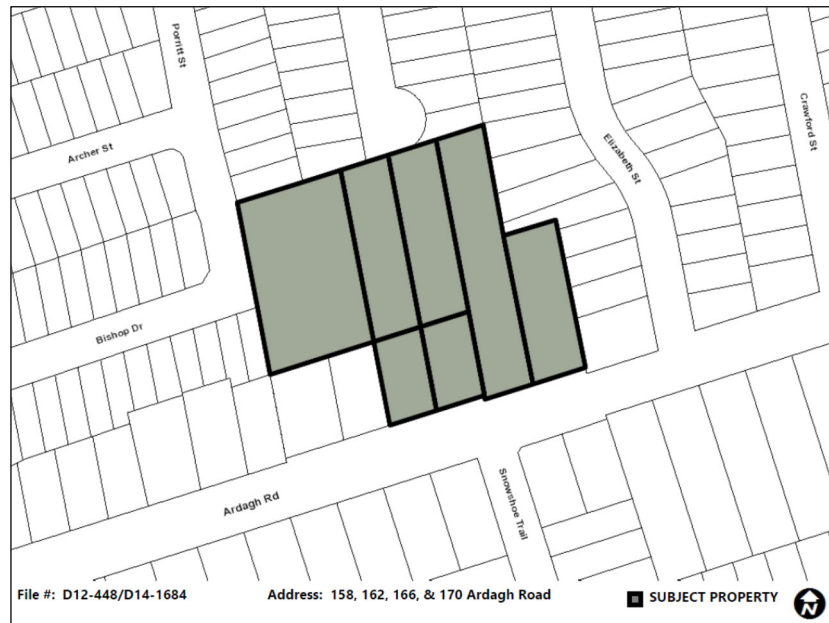 Porritt St
Archer St
Elizabeth St
Crawford St
Bishop Dr
Ardagh Rd
Snowshoe Trail
File #: D12-448/D14-1684 Address: 158, 162, 166, & 170 Ardagh Road SUBJECT PROPERTY N